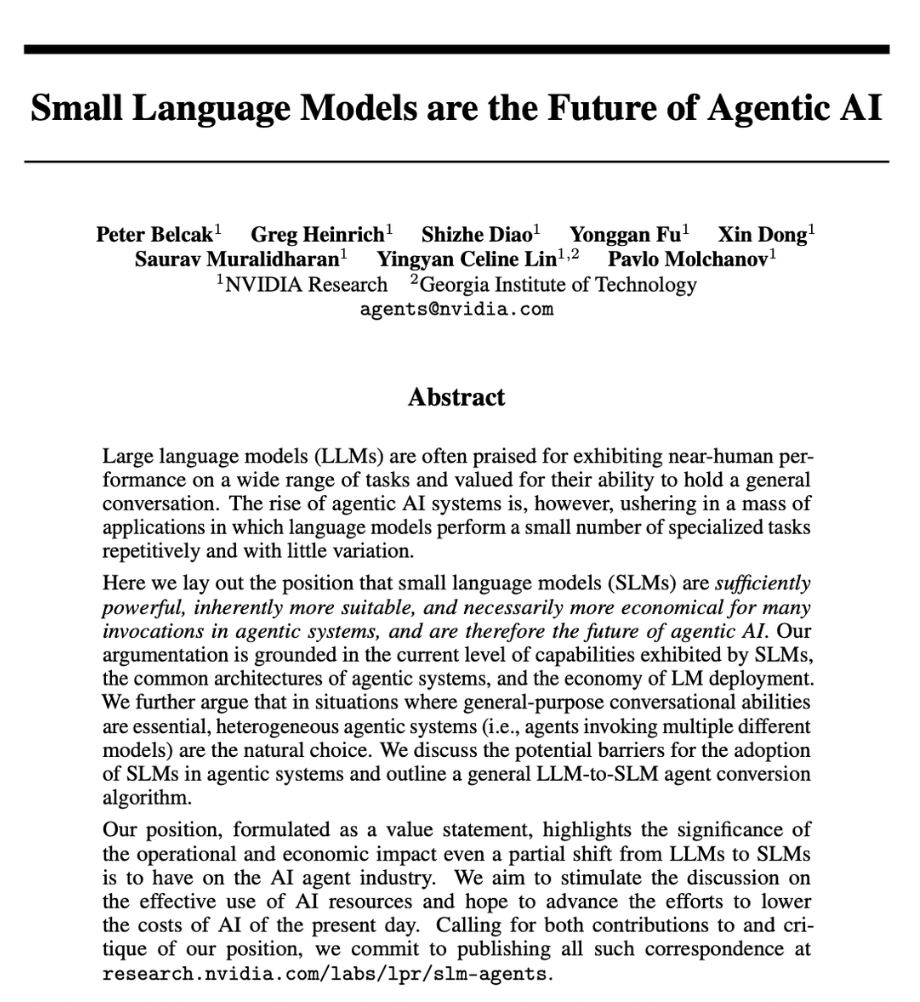 Small Language Models are the Future of Agentic AI
Peter Belcak¹ Greg Heinrich¹ Shizhe Diao¹ Yonggan Fu¹ Xin Dong¹
Saurav Muralidharan¹ Yingyan Celine Lin¹,² Pavlo Molchanov¹
¹NVIDIA Research ²Georgia Institute of Technology
agents@nvidia.com
Abstract
Large language models (LLMs) are often praised for exhibiting near-human per-
formance on a wide range of tasks and valued for their ability to hold a general
conversation. The rise of agentic AI systems is, however, ushering in a mass of
applications in which language models perform a small number of specialized tasks
repetitively and with little variation.
Here we lay out the position that small language models (SLMs) are sufficiently
powerful, inherently more suitable, and necessarily more economical for many
invocations in agentic systems, and are therefore the future of agentic AI. Our
argumentation is grounded in the current level of capabilities exhibited by SLMs,
the common architectures of agentic systems, and the economy of LM deployment.
We further argue that in situations where general-purpose conversational abilities
are essential, heterogeneous agentic systems (i.e., agents invoking multiple different
models) are the natural choice. We discuss the potential barriers for the adoption
of SLMs in agentic systems and outline a general LLM-to-SLM agent conversion
algorithm.
Our position, formulated as a value statement, highlights the significance of
the operational and economic impact even a partial shift from LLMs to SLMs
is to have on the AI agent industry. We aim to stimulate the discussion on
the effective use of AI resources and hope to advance the efforts to lower
the costs of AI of the present day. Calling for both contributions to and cri-
tique of our position, we commit to publishing all such correspondence at
research.nvidia.com/labs/lpr/slm-agents.